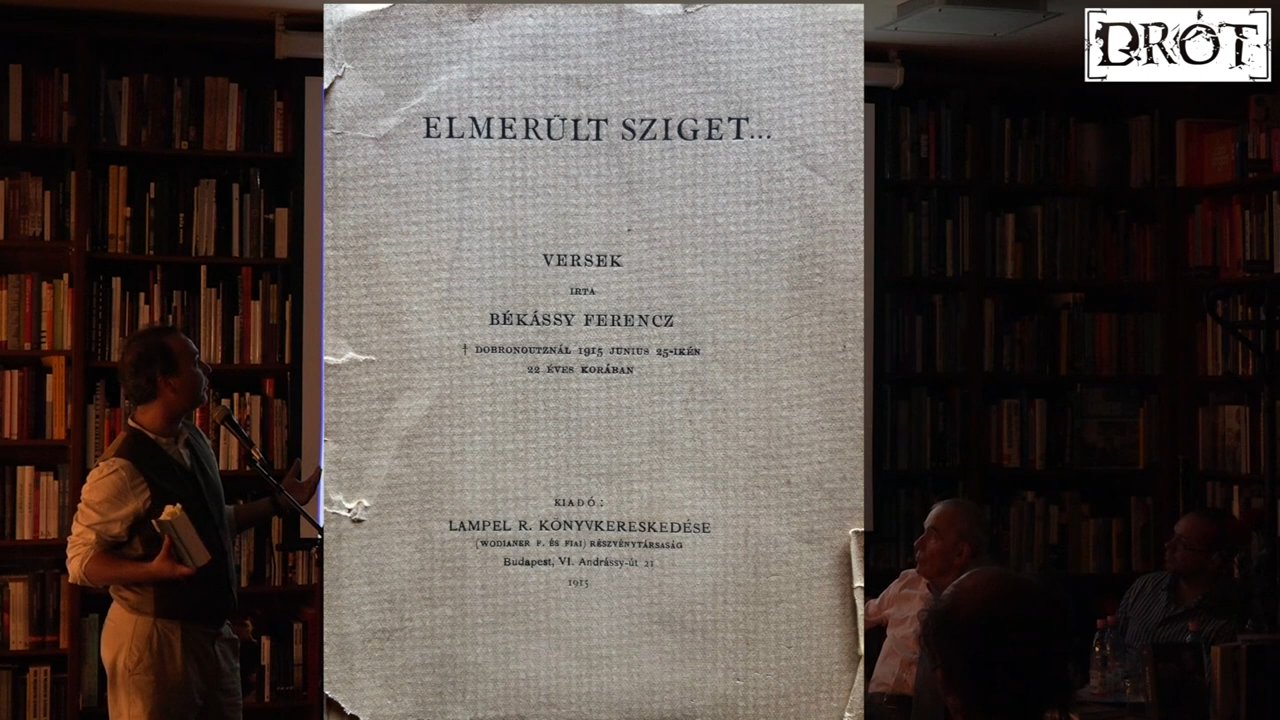 DRÓT
ELMERÜLT SZIGET...
VERSEK
IRTA
BÉKÁSSY FERENCZ
† DOBRONOUTZNÁL 1915 JUNIUS 25-IKÉN
22 ÉVES KORÁBAN
KIADÓ:
LAMPEL R. KÖNYVKERESKEDÉSE
(WODIANER F. ÉS FIAI) RÉSZVÉNYTÁRSASÁG
Budapest, VI. Andrássy-út 21
1915